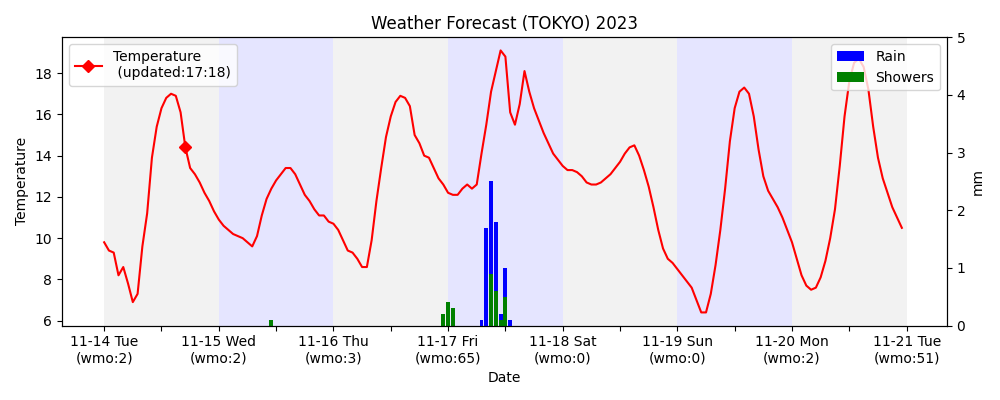 Weather Forecast (TOKYO) 2023
Temperature
(updated:17:18)
Rain
Showers
Temperature
18
16
14
12
10
8
6
5
4
3
2
1
0
mm
11-14 Tue
(wmo:2)
11-15 Wed
(wmo:2)
11-16 Thu
(wmo:3)
11-17 Fri
(wmo:65)
11-18 Sat
(wmo:0)
11-19 Sun
(wmo:0)
11-20 Mon
(wmo:2)
11-21 Tue
(wmo:51)
Date